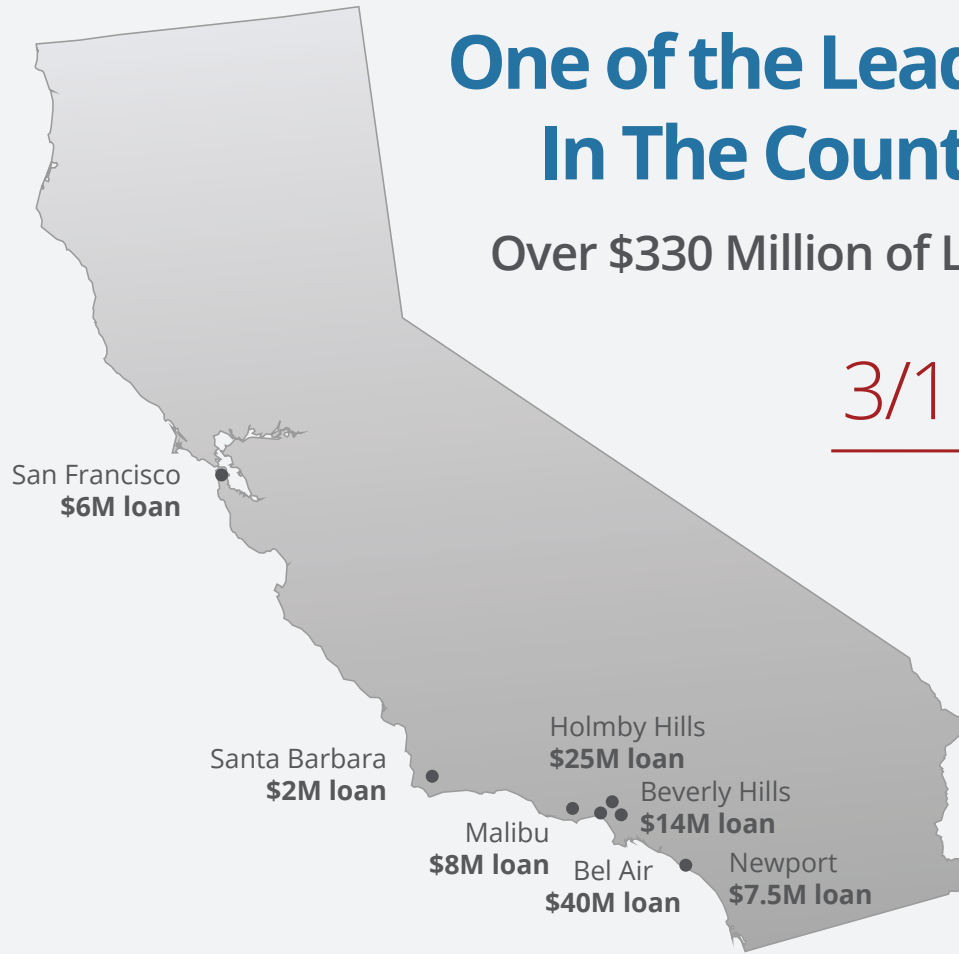 One of the Lead
In The Count
Over $330 Million of L
3/1
San Francisco
$6M loan
Holmby Hills
$25M loan
Santa Barbara
$2M loan
Beverly Hills
$14M loan
Malibu
$8M loan
Bel Air
$40M loan
Newport
$7.5M loan